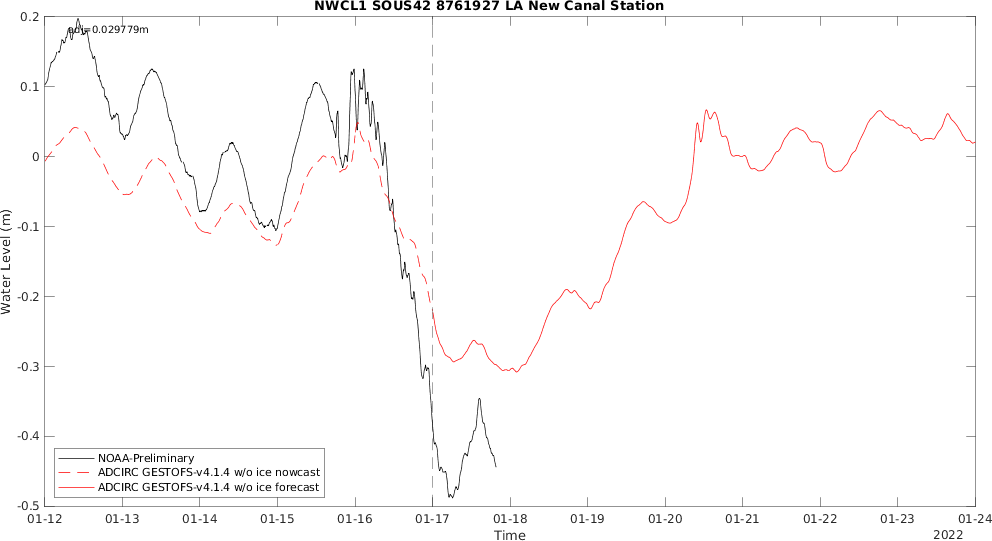 NWCL1 SOUS42 8761927 LA New Canal Station
adj=0.029779m
Water Level (m)
0.2
0.1
0
-0.1
-0.2
-0.3
-0.4
-0.5
NOAA-Preliminary
ADCIRC GESTOFS-v4.1.4 w/o ice nowcast
ADCIRC GESTOFS-v4.1.4 w/o ice forecast
01-12 01-13 01-14 01-15 01-16 01-17 01-18 01-19 01-20 01-21 01-22 01-23 01-24
Time
2022